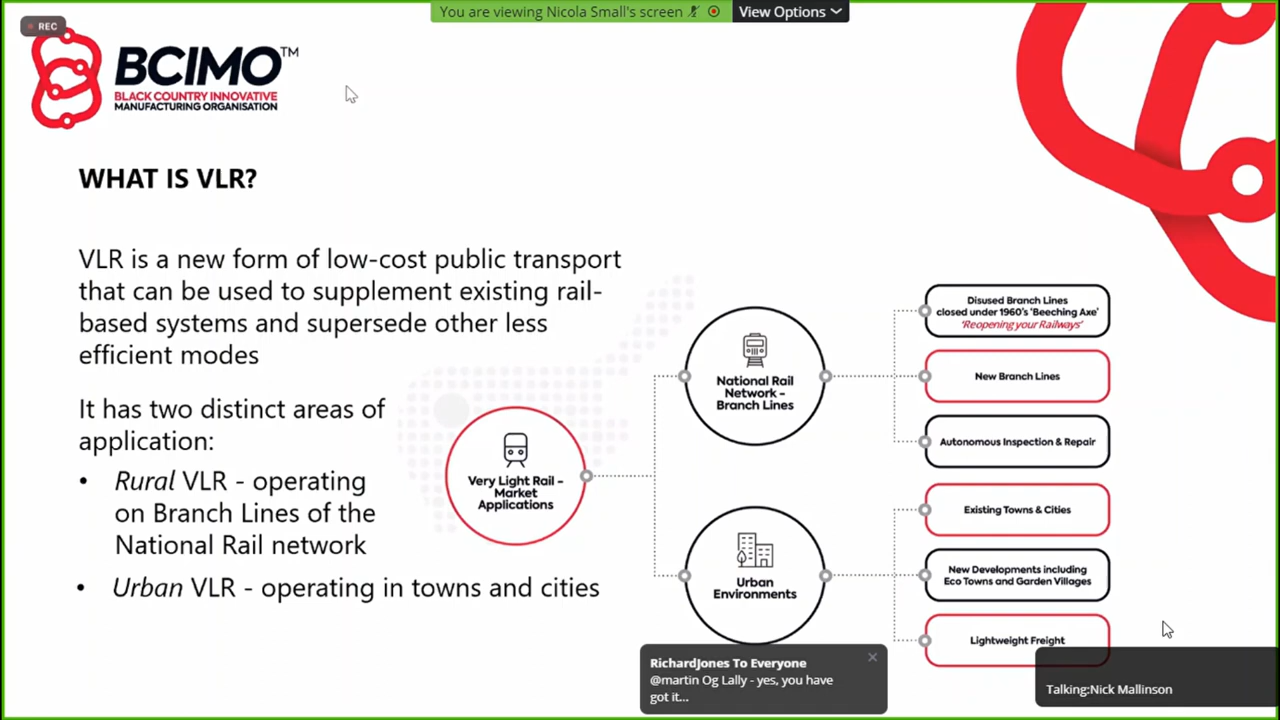 You are viewing Nicola Small's screen
View Options
REC
BCIMO™
BLACK COUNTRY INNOVATIVE
MANUFACTURING ORGANISATION
WHAT IS VLR?
VLR is a new form of low-cost public transport
that can be used to supplement existing rail-
based systems and supersede other less
efficient modes
It has two distinct areas of
application:
• Rural VLR - operating
on Branch Lines of the
National Rail network
• Urban VLR - operating in towns and cities
Very Light Rail –
Market
Applications
National Rail
Network -
Branch Lines
Urban
Environments
Disused Branch Lines
closed under 1960's 'Beeching Axe'
'Reopening your Railways'
New Branch Lines
Autonomous Inspection & Repair
Existing Towns & Cities
New Developments including
Eco Towns and Garden Villages
Lightweight Freight
RichardJones To Everyone
@martin Og Lally - yes, you have
got it...
Talking:Nick Mallinson